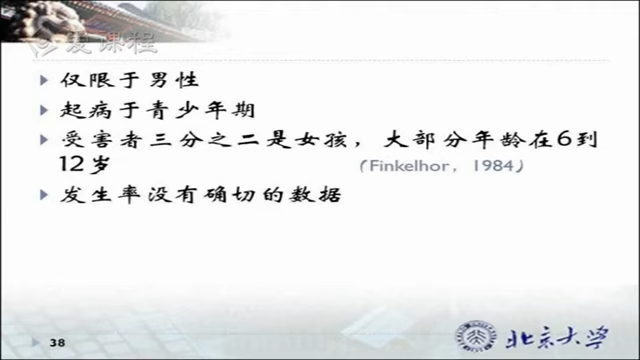 爱课程
仅限于男性
起病于青少年期
受害者三分之二是女孩，大部分年龄在6到
12岁 （Finkelhor，1984）
发生率没有确切的数据
38
北京大学